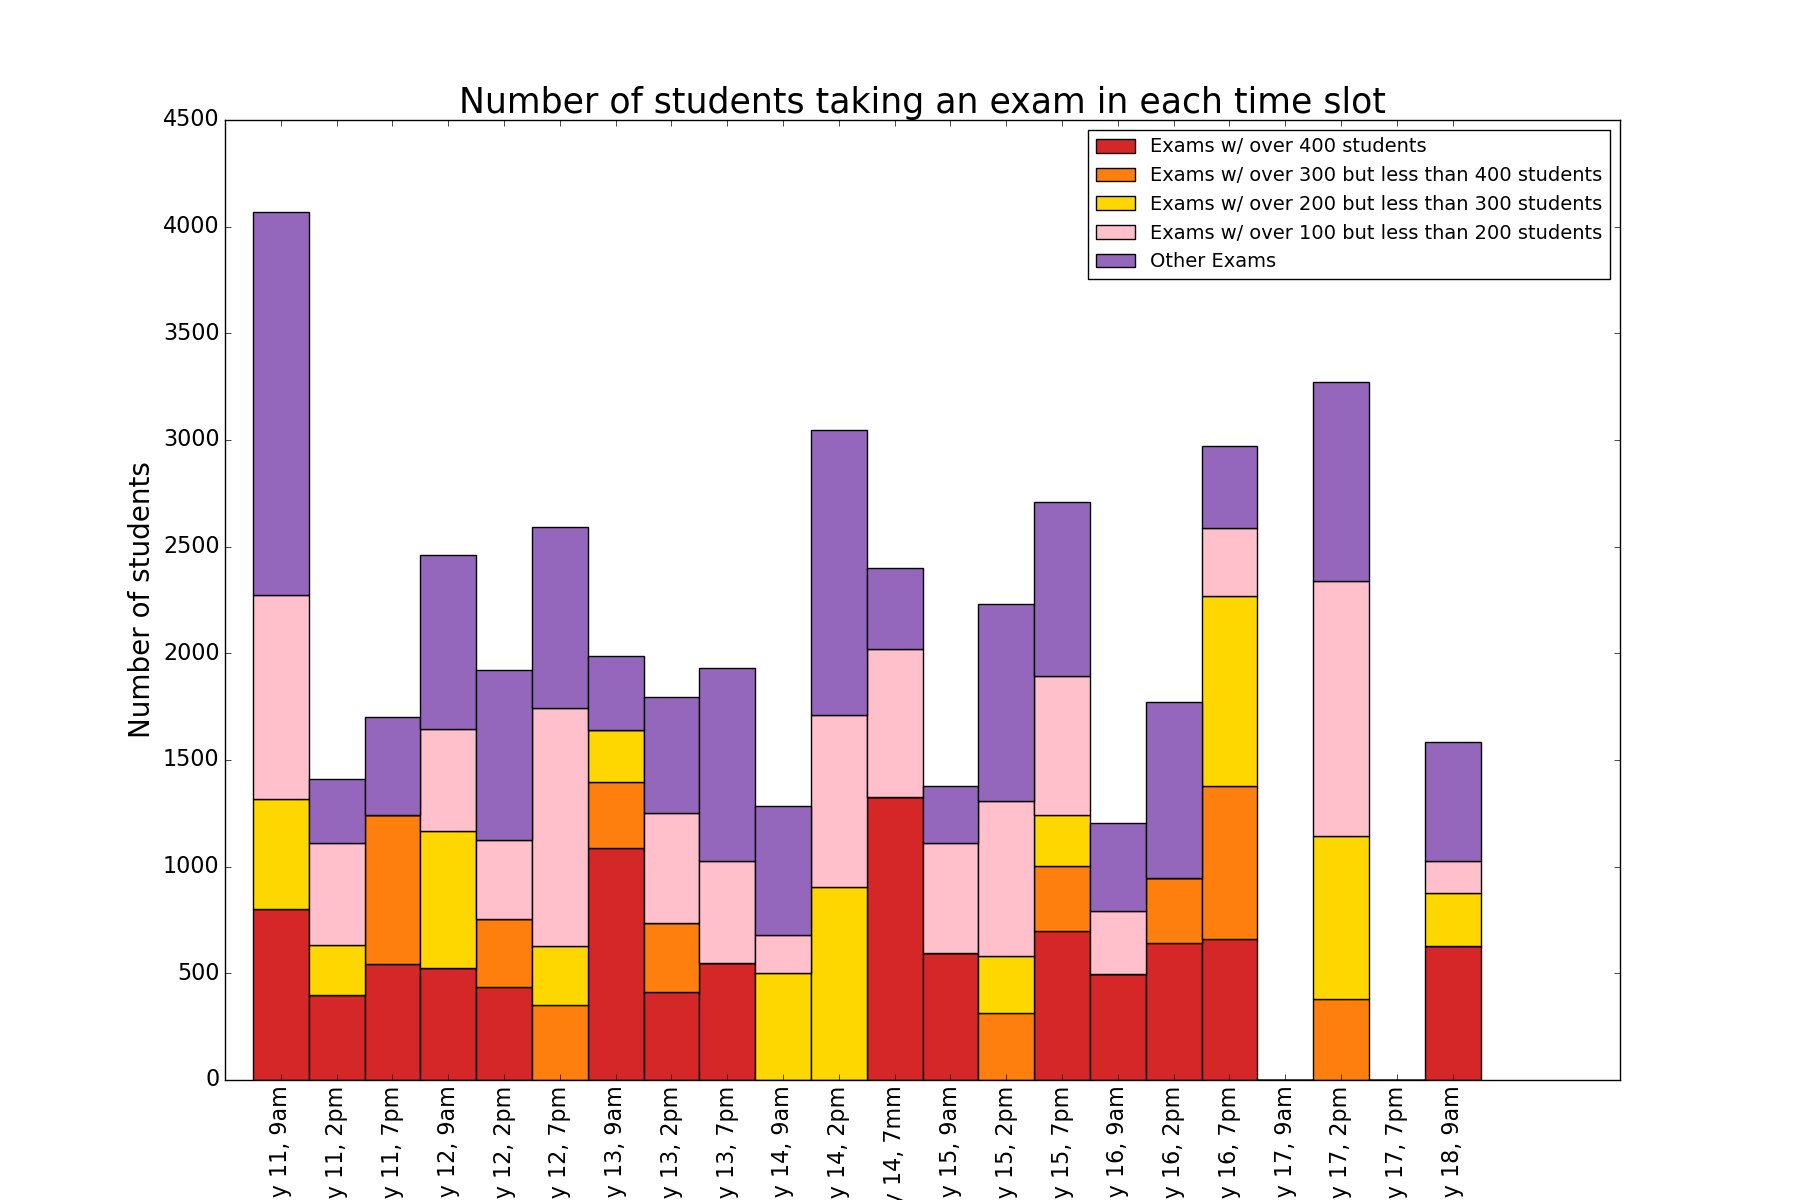 Number of students taking an exam in each time slot
Number of students
4500
4000
3500
3000
2500
2000
1500
1000
500
0
Exams w/ over 400 students
Exams w/ over 300 but less than 400 students
Exams w/ over 200 but less than 300 students
Exams w/ over 100 but less than 200 students
Other Exams
y 11, 9am
y 11, 2pm
y 11, 7pm
y 12, 9am
y 12, 2pm
y 12, 7pm
y 13, 9am
y 13, 2pm
y 13, 7pm
y 14, 9am
y 14, 2pm
y 14, 7mm
y 15, 9am
y 15, 2pm
y 15, 7pm
y 16, 9am
y 16, 2pm
y 16, 7pm
y 17, 9am
y 17, 2pm
y 17, 7pm
y 18, 9am